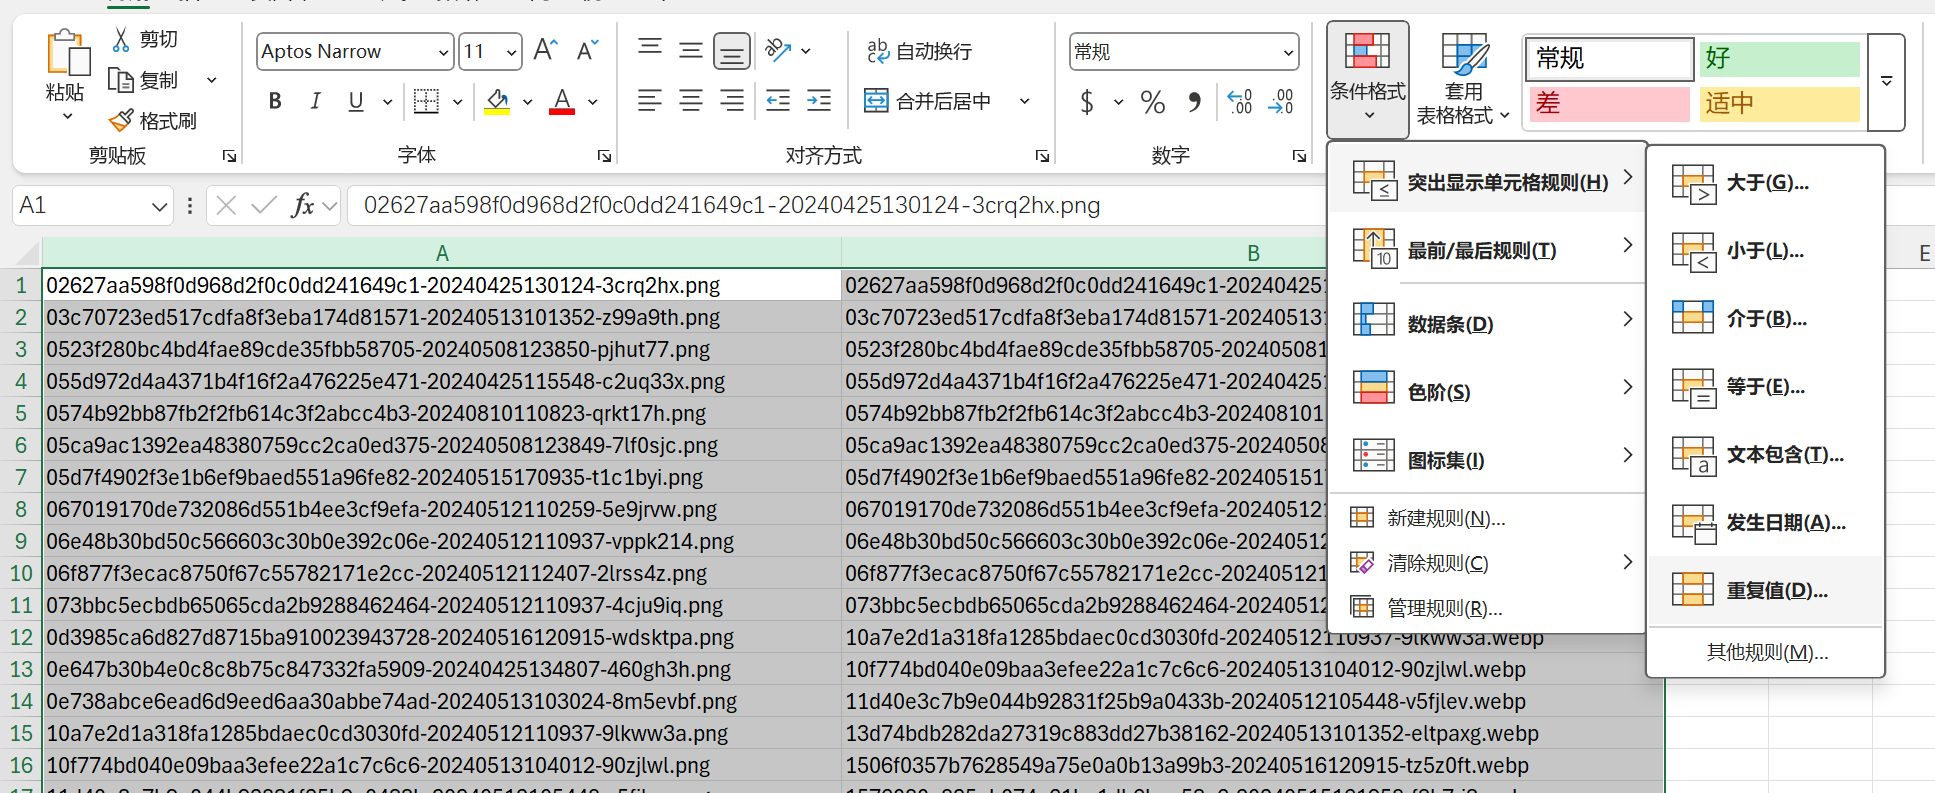 粘贴
剪切
复制
格式刷
剪贴板
Aptos Narrow
11
B I U
A
字体
ab 自动换行
合并后居中
对齐方式
常规
$ %
数字
条件格式
套用
表格格式
常规
好
差
适中
A1
fx
02627aa598f0d968d2f0c0dd241649c1-20240425130124-3crq2hx.png
突出显示单元格规则(H)
最前/最后规则(T)
数据条(D)
色阶(S)
图标集(I)
新建规则(N)...
清除规则(C)
管理规则(R)...
大于(G)...
小于(L)...
介于(B)...
等于(E)...
文本包含(T)...
发生日期(A)...
重复值(D)...
其他规则(M)...
A B E
1 02627aa598f0d968d2f0c0dd241649c1-20240425130124-3crq2hx.png 02627aa598f0d968d2f0c0dd241649c1-202404251
2 03c70723ed517cdfa8f3eba174d81571-20240513101352-z99a9th.png 03c70723ed517cdfa8f3eba174d81571-202405131
3 0523f280bc4bd4fae89cde35fbb58705-20240508123850-pjhut77.png 0523f280bc4bd4fae89cde35fbb58705-202405081
4 055d972d4a4371b4f16f2a476225e471-20240425115548-c2uq33x.png 055d972d4a4371b4f16f2a476225e471-202404251
5 0574b92bb87fb2f2fb614c3f2abcc4b3-20240810110823-qrkt17h.png 0574b92bb87fb2f2fb614c3f2abcc4b3-202408101
6 05ca9ac1392ea48380759cc2ca0ed375-20240508123849-7lf0sjc.png 05ca9ac1392ea48380759cc2ca0ed375-20240508
7 05d7f4902f3e1b6ef9baed551a96fe82-20240515170935-t1c1byi.png 05d7f4902f3e1b6ef9baed551a96fe82-202405151
8 067019170de732086d551b4ee3cf9efa-20240512110259-5e9jrvw.png 067019170de732086d551b4ee3cf9efa-202405121
9 06e48b30bd50c566603c30b0e392c06e-20240512110937-vppk214.png 06e48b30bd50c566603c30b0e392c06e-20240512
10 06f877f3ecac8750f67c55782171e2cc-20240512112407-2lrss4z.png 06f877f3ecac8750f67c55782171e2cc-202405121
11 073bbc5ecbdb65065cda2b9288462464-20240512110937-4cju9iq.png 073bbc5ecbdb65065cda2b9288462464-20240512
12 0d3985ca6d827d8715ba910023943728-20240516120915-wdsktpa.png 10a7e2d1a318fa1285bdaec0cd3030fd-20240512110937-9lkww3a.webp
13 0e647b30b4e0c8c8b75c847332fa5909-20240425134807-460gh3h.png 10f774bd040e09baa3efee22a1c7c6c6-20240513104012-90zjlwl.webp
14 0e738abce6ead6d9eed6aa30abbe74ad-20240513103024-8m5evbf.png 11d40e3c7b9e044b92831f25b9a0433b-20240512105448-v5fjlev.webp
15 10a7e2d1a318fa1285bdaec0cd3030fd-20240512110937-9lkww3a.png 13d74bdb282da27319c883dd27b38162-20240513101352-eltpaxg.webp
16 10f774bd040e09baa3efee22a1c7c6c6-20240513104012-90zjlwl.png 1506f0357b7628549a75e0a0b13a99b3-20240516120915-tz5z0ft.webp